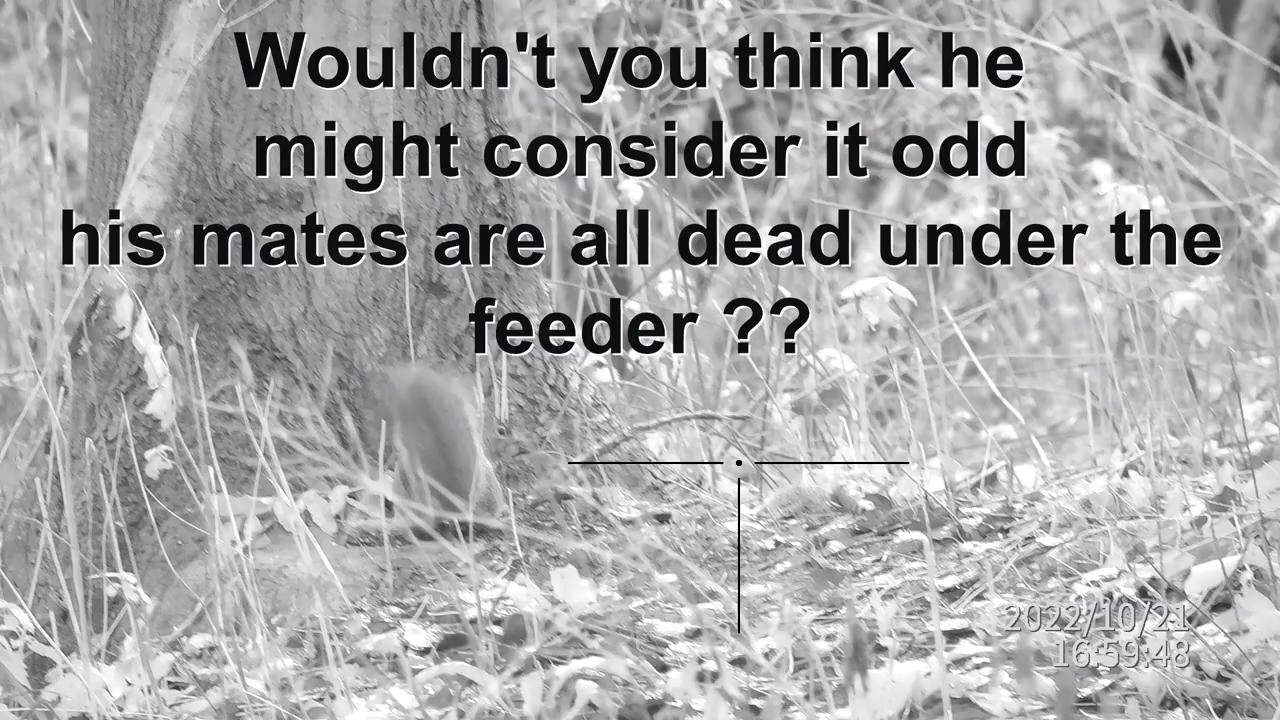 Wouldn't you think he
might consider it odd
his mates are all dead under the
feeder ??
2022/10/21
16:59:48